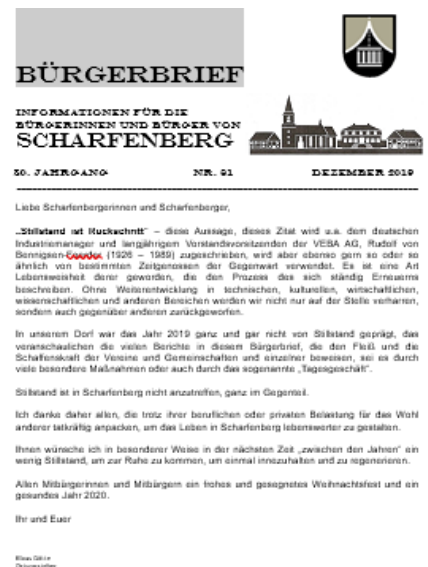 BÜRGERBRIEF
INFORMATIONEN FÜR DIE
BÜRGERINNEN UND BÜRGER VON
SCHARFENBERG
30. JAHRGANG NR. 91 DEZEMBER 2019
Liebe Scharfenbergerinnen und Scharfenberger,
„Stillstand ist Rückschritt“ – diese Aussage, dieses Zitat wird u.a. dem deutschen
Industriemanager und langjährigem Vorstandsvorsitzenden der VEBA AG, Rudolf von
Bennigsen-Foerder (1926 – 1989) zugeschrieben, wird aber ebenso gern so oder so
ähnlich von bestimmten Zeitgenossen der Gegenwart verwendet. Es ist eine Art
Lebensweisheit derer geworden, die den Prozess des sich ständig Erneuerns
beschreiben. Ohne Weiterentwicklung in technischen, kulturellen, wirtschaftlichen,
wissenschaftlichen und anderen Bereichen werden wir nicht nur auf der Stelle verharren,
sondern auch gegenüber anderen zurückgeworfen.
In unserem Dorf war das Jahr 2019 ganz und gar nicht von Stillstand geprägt, das
veranschaulichen die vielen Berichte in diesem Bürgerbrief, die den Fleiß und die
Schaffenskraft der Vereine und Gemeinschaften und einzelner beweisen, sei es durch
viele besondere Maßnahmen oder auch durch das sogenannte „Tagesgeschäft“.
Stillstand ist in Scharfenberg nicht anzutreffen, ganz im Gegenteil.
Ich danke daher allen, die trotz ihrer beruflichen oder privaten Belastung für das Wohl
anderer tatkräftig anpacken, um das Leben in Scharfenberg lebenswerter zu gestalten.
Ihnen wünsche ich in besonderer Weise in der nächsten Zeit „zwischen den Jahren“ ein
wenig Stillstand, um zur Ruhe zu kommen, um einmal innezuhalten und zu regenerieren.
Allen Mitbürgerinnen und Mitbürgern ein frohes und gesegnetes Weihnachtsfest und ein
gesundes Jahr 2020.
Ihr und Euer